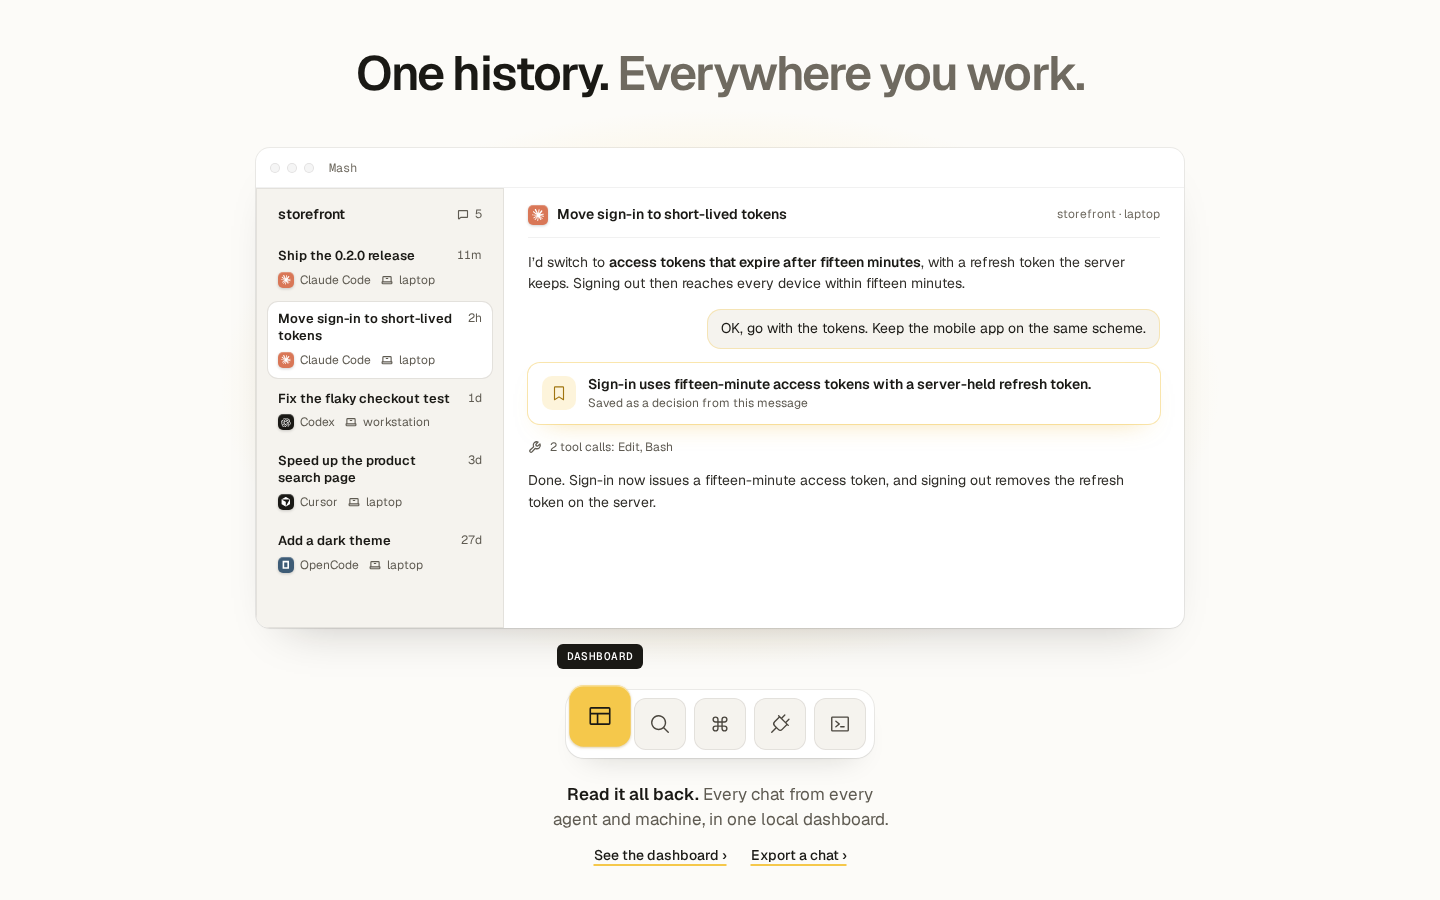 One history. Everywhere you work.
Mash
storefront 5
Ship the 0.2.0 release 11m
Claude Code laptop
Move sign-in to short-lived 2h
tokens
Claude Code laptop
Fix the flaky checkout test 1d
Codex workstation
Speed up the product 3d
search page
Cursor laptop
Add a dark theme 27d
OpenCode laptop
Move sign-in to short-lived tokens storefront · laptop
I'd switch to access tokens that expire after fifteen minutes, with a refresh token the server
keeps. Signing out then reaches every device within fifteen minutes.
OK, go with the tokens. Keep the mobile app on the same scheme.
Sign-in uses fifteen-minute access tokens with a server-held refresh token.
Saved as a decision from this message
2 tool calls: Edit, Bash
Done. Sign-in now issues a fifteen-minute access token, and signing out removes the refresh
token on the server.
DASHBOARD
Read it all back. Every chat from every
agent and machine, in one local dashboard.
See the dashboard › Export a chat ›